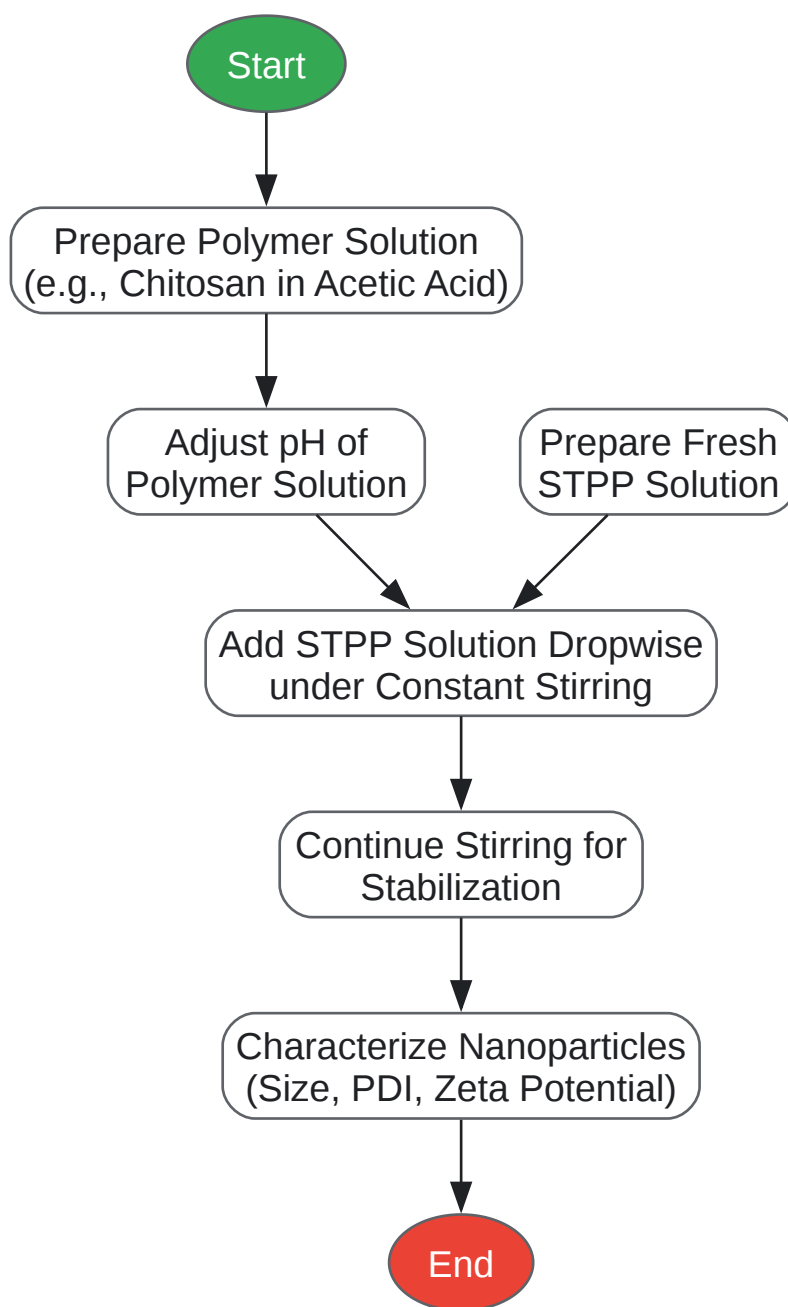 Start
Prepare Polymer Solution
(e.g., Chitosan in Acetic Acid)
Adjust pH of
Polymer Solution
Prepare Fresh
STPP Solution
Add STPP Solution Dropwise
under Constant Stirring
Continue Stirring for
Stabilization
Characterize Nanoparticles
(Size, PDI, Zeta Potential)
End